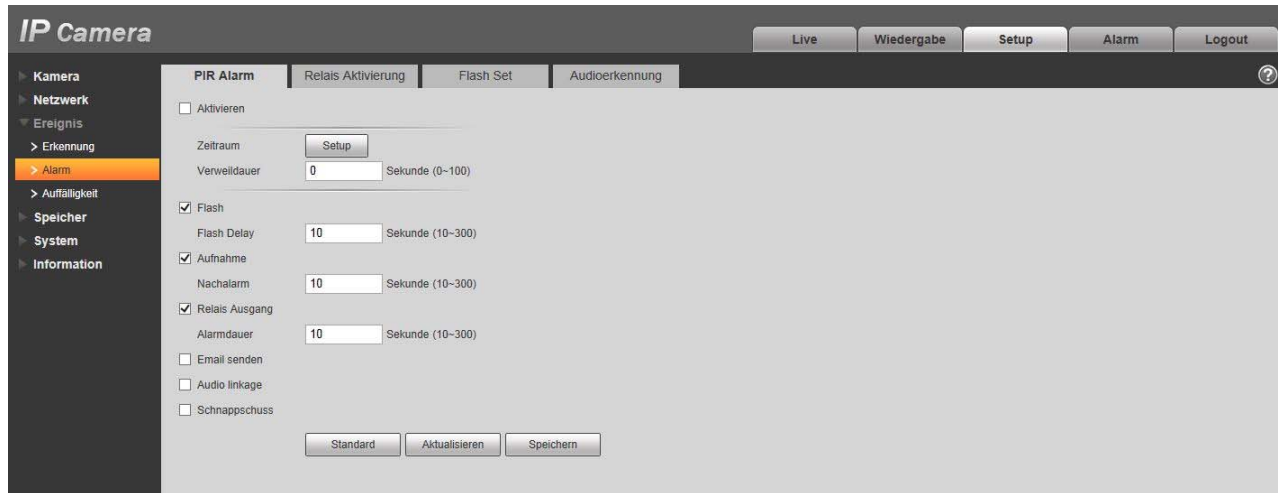 IP Camera
Live Wiedergabe Setup Alarm Logout
Kamera
Netzwerk
Ereignis
> Erkennung
> Alarm
> Auffälligkeit
Speicher
System
Information
PIR Alarm Relais Aktivierung Flash Set Audioerkennung ?
Aktivieren
Zeitraum Setup
Verweildauer 0 Sekunde (0~100)
Flash
Flash Delay 10 Sekunde (10~300)
Aufnahme
Nachalarm 10 Sekunde (10~300)
Relais Ausgang
Alarmdauer 10 Sekunde (10~300)
Email senden
Audio linkage
Schnappschuss
Standard Aktualisieren Speichern